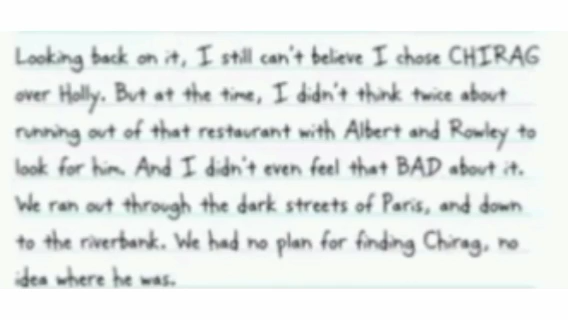 Looking back on it, I still can't believe I chose CHIRAG
over Holly. But at the time, I didn't think twice about
running out of that restaurant with Albert and Rowley to
look for him. And I didn't even feel that BAD about it.
We ran out through the dark streets of Paris, and down
to the riverbank. We had no plan for finding Chirag, no
idea where he was.